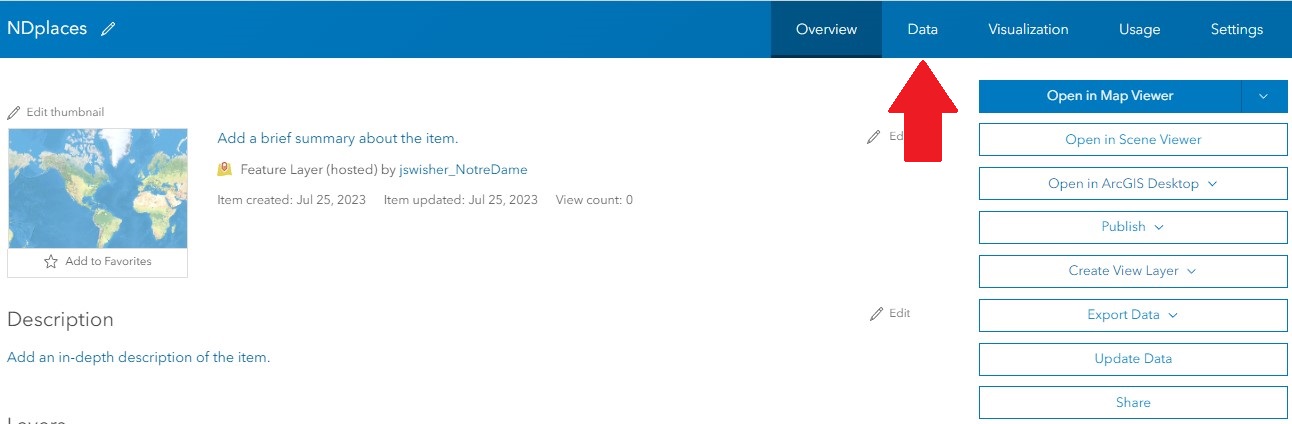 NDplaces
Overview
Data
Visualization
Usage
Settings
Edit thumbnail
Add a brief summary about the item.
Feature Layer (hosted) by jswisher_NotreDame
Item created: Jul 25, 2023 Item updated: Jul 25, 2023 View count: 0
Add to Favorites
Description
Edit
Add an in-depth description of the item.
Open in Map Viewer
Open in Scene Viewer
Open in ArcGIS Desktop
Publish
Create View Layer
Export Data
Update Data
Share